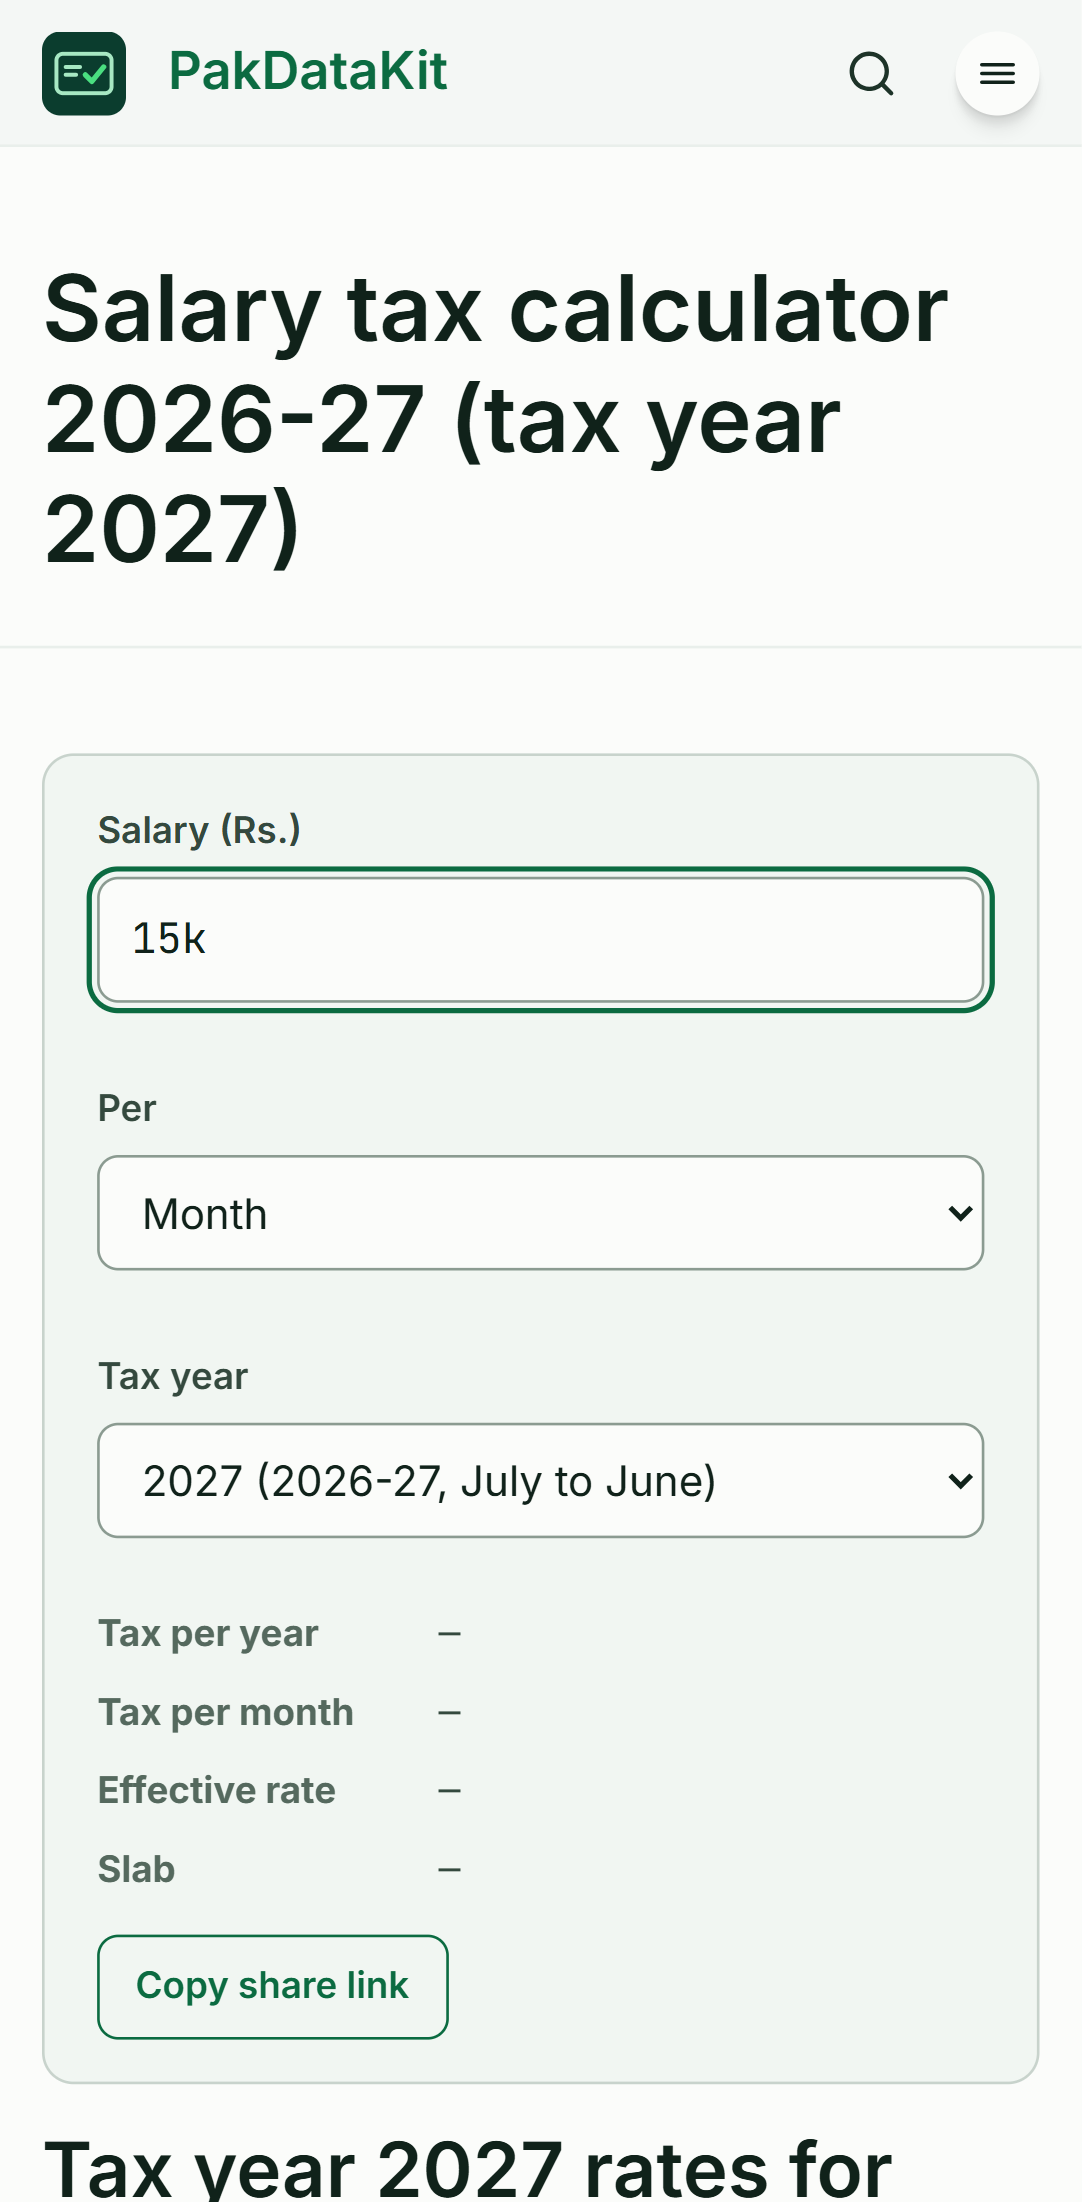 PakDataKit
Salary tax calculator
2026-27 (tax year
2027)
Salary (Rs.)
15k
Per
Month
Tax year
2027 (2026-27, July to June)
Tax per year –
Tax per month –
Effective rate –
Slab –
Copy share link
Tax year 2027 rates for